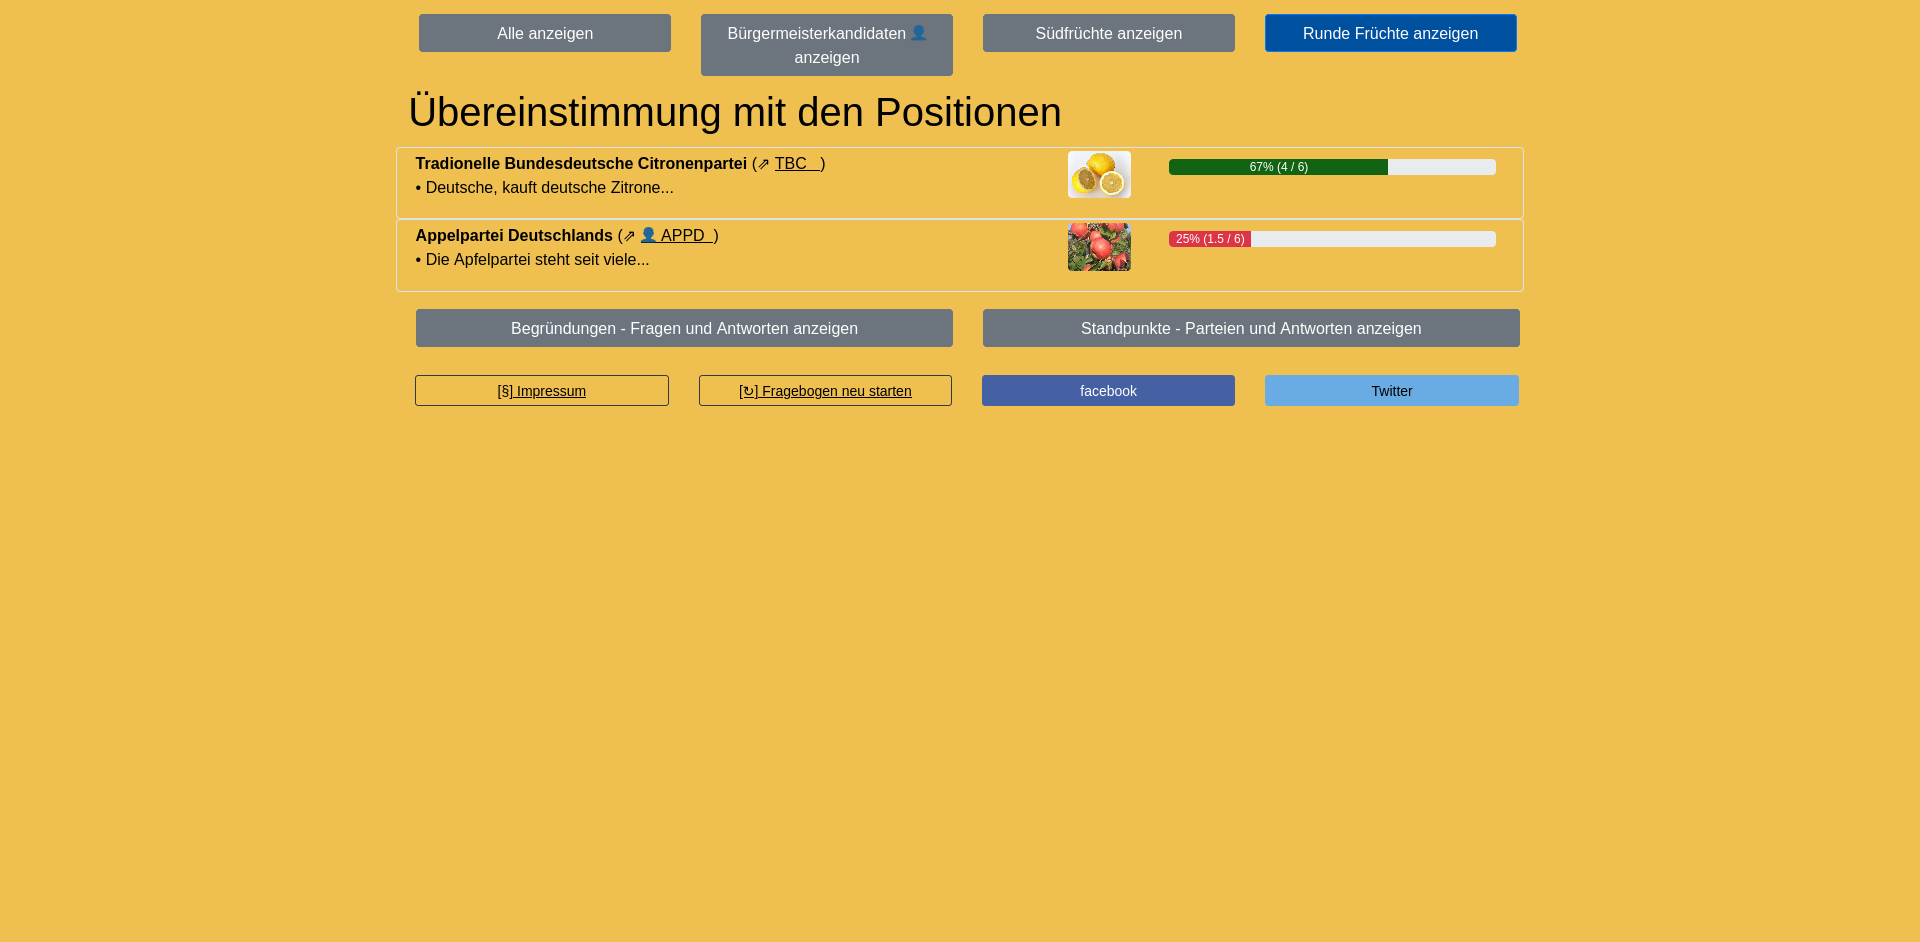 Alle anzeigen
Bürgermeisterkandidaten 👤
anzeigen
Südfrüchte anzeigen
Runde Früchte anzeigen
Übereinstimmung mit den Positionen
Tradionelle Bundesdeutsche Citronenpartei (⇗ TBC )
67% (4 / 6)
• Deutsche, kauft deutsche Zitrone...
Appelpartei Deutschlands (⇗ 👤 APPD )
25% (1.5 / 6)
• Die Apfelpartei steht seit viele...
Begründungen - Fragen und Antworten anzeigen
Standpunkte - Parteien und Antworten anzeigen
[§] Impressum
[↻] Fragebogen neu starten
facebook
Twitter